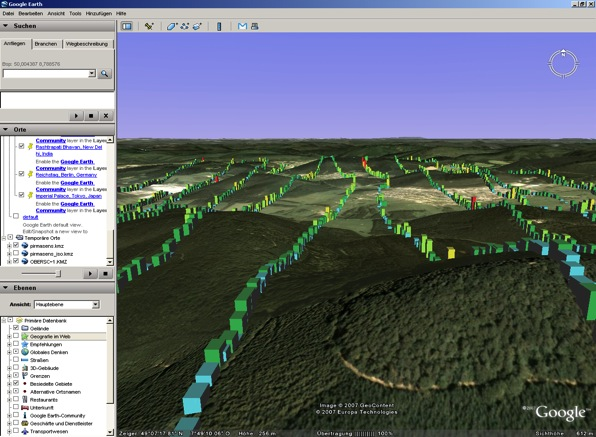 Google Earth
Datei Bearbeiten Ansicht Tools Hinzufügen Hilfe
Suchen
Anfliegen Branchen Wegbeschreibung
Bsp: 50,004367 8,788576
Orte
Community layer in the Layer
Rashtrapati Bhavan, New Del
hi, India
Enable the Google Earth
Community layer in the Layer
Reichstag, Berlin, Germany
Enable the Google Earth
Community layer in the Layer
Imperial Palace, Tokyo, Japan
Enable the Google Earth
Community layer in the Layer
default
Google Earth default view.
Edit/Snapshot a new view to
Temporäre Orte
pirmasens.kmz
pirmasens_iso.kmz
OBERSC~1.KMZ
Ebenen
Ansicht: Hauptebene
Primäre Datenbank
Gelände
Geografie im Web
Empfehlungen
Globales Denken
Straßen
3D-Gebäude
Grenzen
Besiedelte Gebiete
Alternative Ortsnamen
Restaurants
Unterkunft
Google Earth-Community
Geschäfte und Dienstleister
Transportwesen
Image © 2007 GeoContent
© 2007 Europa Technologies
Google
Zeiger: 49°07'17.61" N 7°49'10.06" O Höhe 256 m Übertragung 100% Sichthöhe 612 m